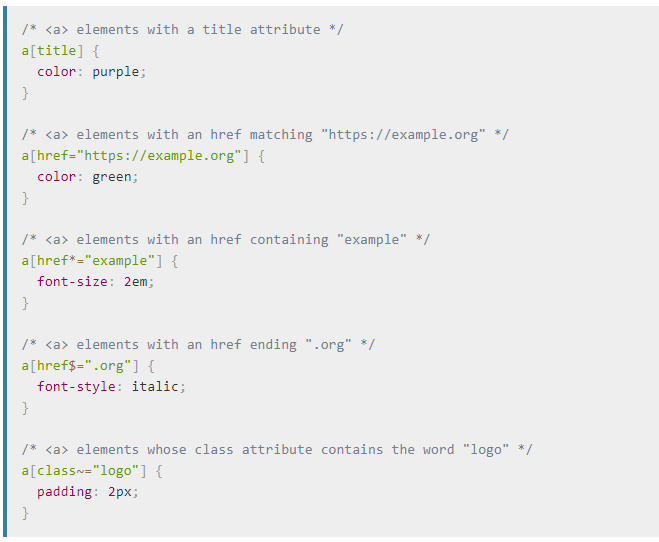 /* <a> elements with a title attribute */
a[title] {
  color: purple;
}

/* <a> elements with an href matching "https://example.org" */
a[href="https://example.org"] {
  color: green;
}

/* <a> elements with an href containing "example" */
a[href*="example"] {
  font-size: 2em;
}

/* <a> elements with an href ending ".org" */
a[href$=".org"] {
  font-style: italic;
}

/* <a> elements whose class attribute contains the word "logo" */
a[class~="logo"] {
  padding: 2px;
}